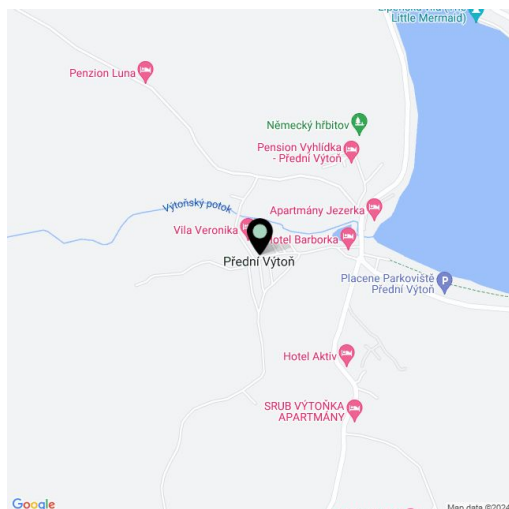 Little Mermaid)
Penzion Luna
Německý hřbitov
Pension Vyhlídka
- Přední Výtoň
Výtoňský potok
Apartmány Jezerka
Vila Veronika
Hotel Barborka
Přední Výtoň
Placene Parkoviště
Přední Výtoň
P
Hotel Aktiv
SRUB VÝTOŇKA
APARTMÁNY
Google
Map data ©2024